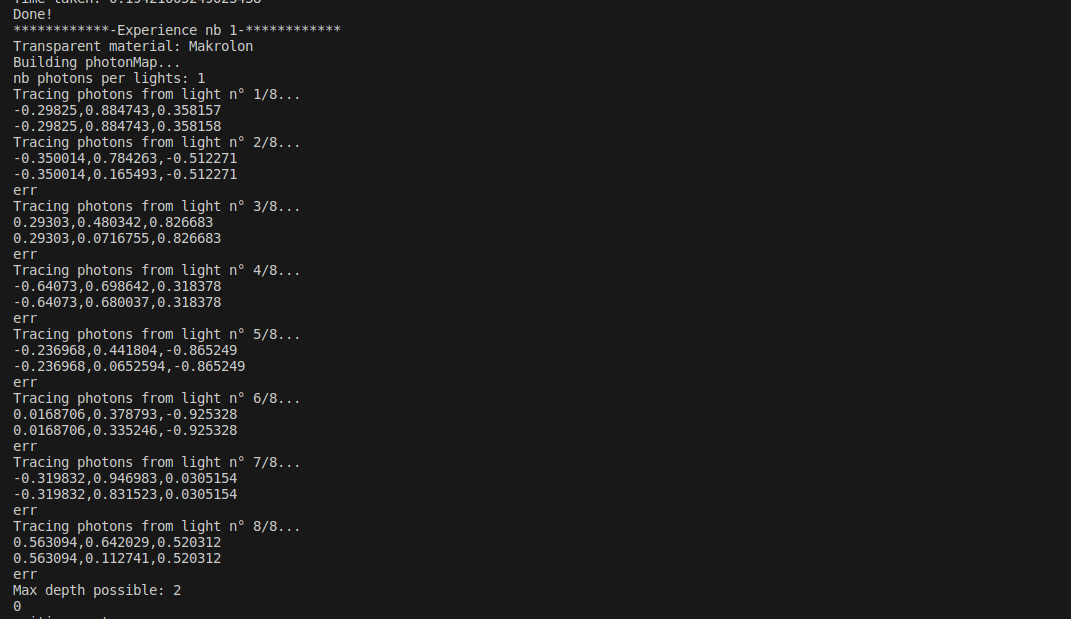 Done!
************-Experience nb 1-************
Transparent material: Makrolon
Building photonMap...
nb photons per lights: 1
Tracing photons from light n° 1/8...
-0.29825,0.884743,0.358157
-0.29825,0.884743,0.358158
Tracing photons from light n° 2/8...
-0.350014,0.784263,-0.512271
-0.350014,0.165493,-0.512271
err
Tracing photons from light n° 3/8...
0.29303,0.480342,0.826683
0.29303,0.0716755,0.826683
err
Tracing photons from light n° 4/8...
-0.64073,0.698642,0.318378
-0.64073,0.680037,0.318378
err
Tracing photons from light n° 5/8...
-0.236968,0.441804,-0.865249
-0.236968,0.0652594,-0.865249
err
Tracing photons from light n° 6/8...
0.0168706,0.378793,-0.925328
0.0168706,0.335246,-0.925328
err
Tracing photons from light n° 7/8...
-0.319832,0.946983,0.0305154
-0.319832,0.831523,0.0305154
err
Tracing photons from light n° 8/8...
0.563094,0.642029,0.520312
0.563094,0.112741,0.520312
err
Max depth possible: 2
0